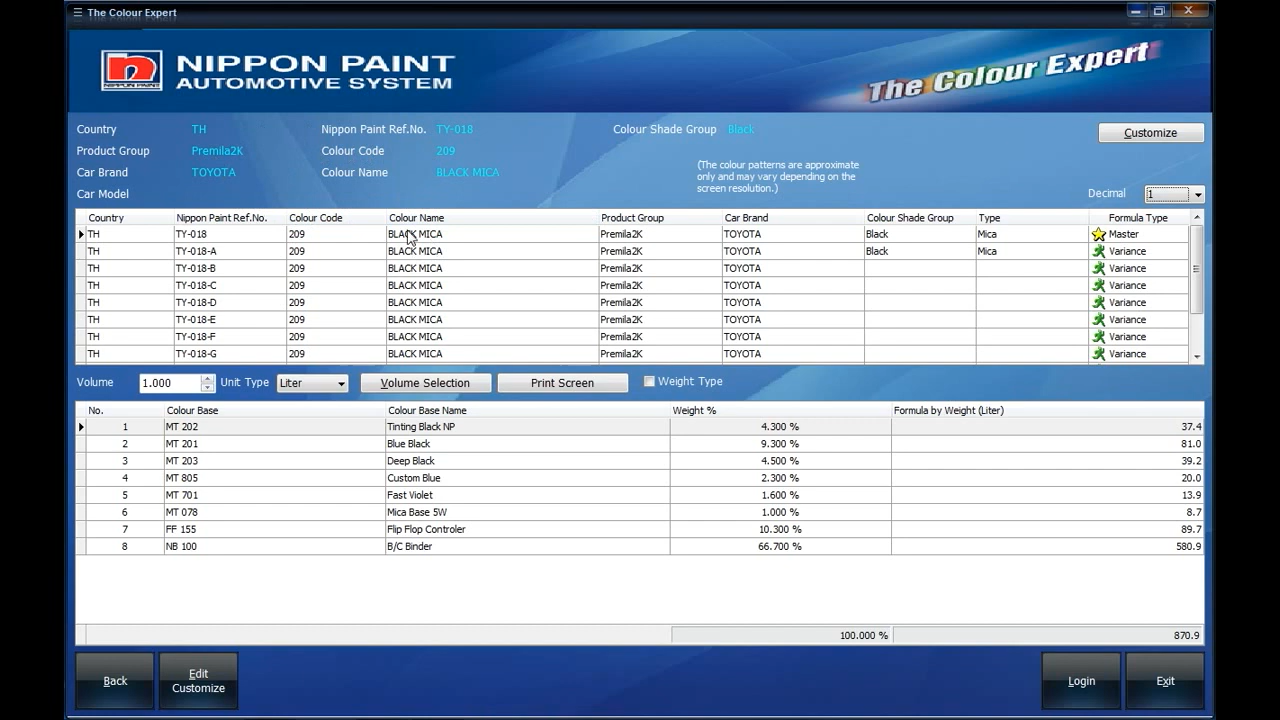 The Colour Expert
NIPPON PAINT
NIPPON PAINT AUTOMOTIVE SYSTEM
The Colour Expert
Country TH Nippon Paint Ref.No. TY-018 Colour Shade Group Black Customize
Product Group Premila2K Colour Code 209
Car Brand TOYOTA Colour Name BLACK MICA
(The colour patterns are approximate
only and may vary depending on the
screen resolution.)
Car Model Decimal 1
Country Nippon Paint Ref.No. Colour Code Colour Name Product Group Car Brand Colour Shade Group Type Formula Type
TH TY-018 209 BLACK MICA Premila2K TOYOTA Black Mica Master
TH TY-018-A 209 BLACK MICA Premila2K TOYOTA Black Mica Variance
TH TY-018-B 209 BLACK MICA Premila2K TOYOTA Variance
TH TY-018-C 209 BLACK MICA Premila2K TOYOTA Variance
TH TY-018-D 209 BLACK MICA Premila2K TOYOTA Variance
TH TY-018-E 209 BLACK MICA Premila2K TOYOTA Variance
TH TY-018-F 209 BLACK MICA Premila2K TOYOTA Variance
TH TY-018-G 209 BLACK MICA Premila2K TOYOTA Variance
Volume 1.000 Unit Type Liter Volume Selection Print Screen Weight Type
No. Colour Base Colour Base Name Weight % Formula by Weight (Liter)
1 MT 202 Tinting Black NP 4.300 % 37.4
2 MT 201 Blue Black 9.300 % 81.0
3 MT 203 Deep Black 4.500 % 39.2
4 MT 805 Custom Blue 2.300 % 20.0
5 MT 701 Fast Violet 1.600 % 13.9
6 MT 078 Mica Base 5W 1.000 % 8.7
7 FF 155 Flip Flop Controler 10.300 % 89.7
8 NB 100 B/C Binder 66.700 % 580.9
100.000 % 870.9
Back Edit Customize Login Exit